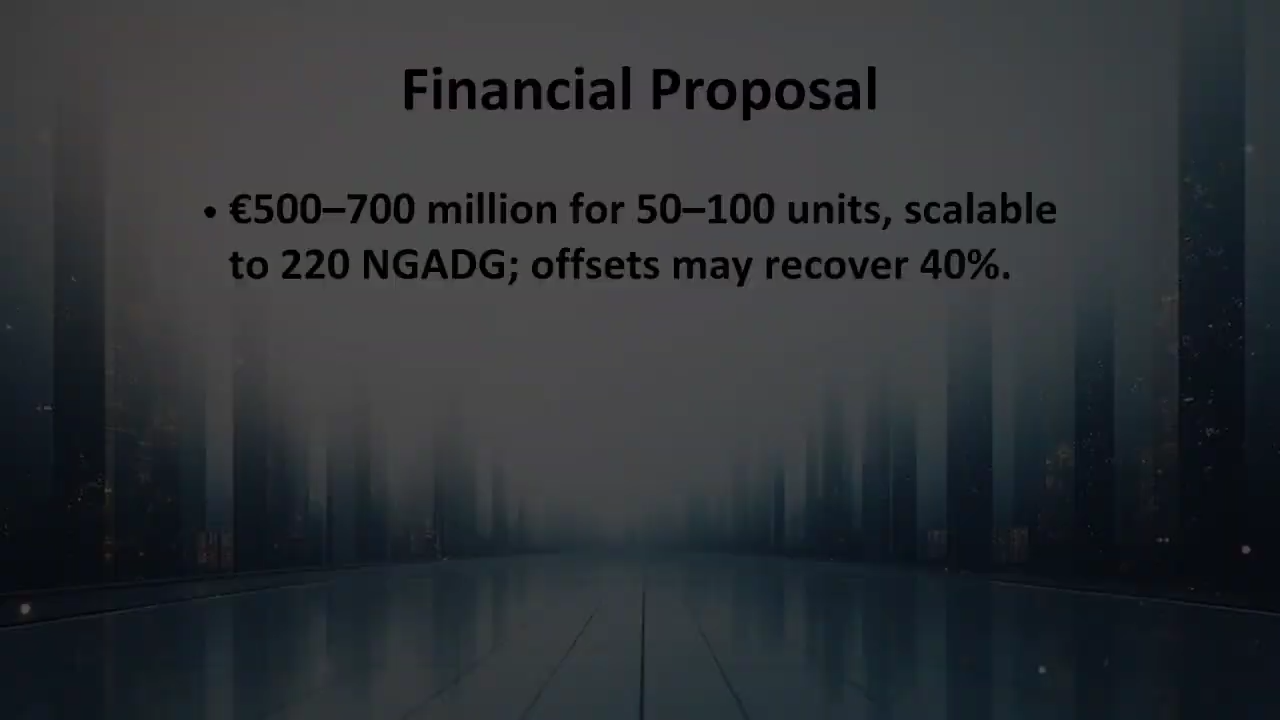 Financial Proposal
• €500–700 million for 50–100 units, scalable
to 220 NGADG; offsets may recover 40%.